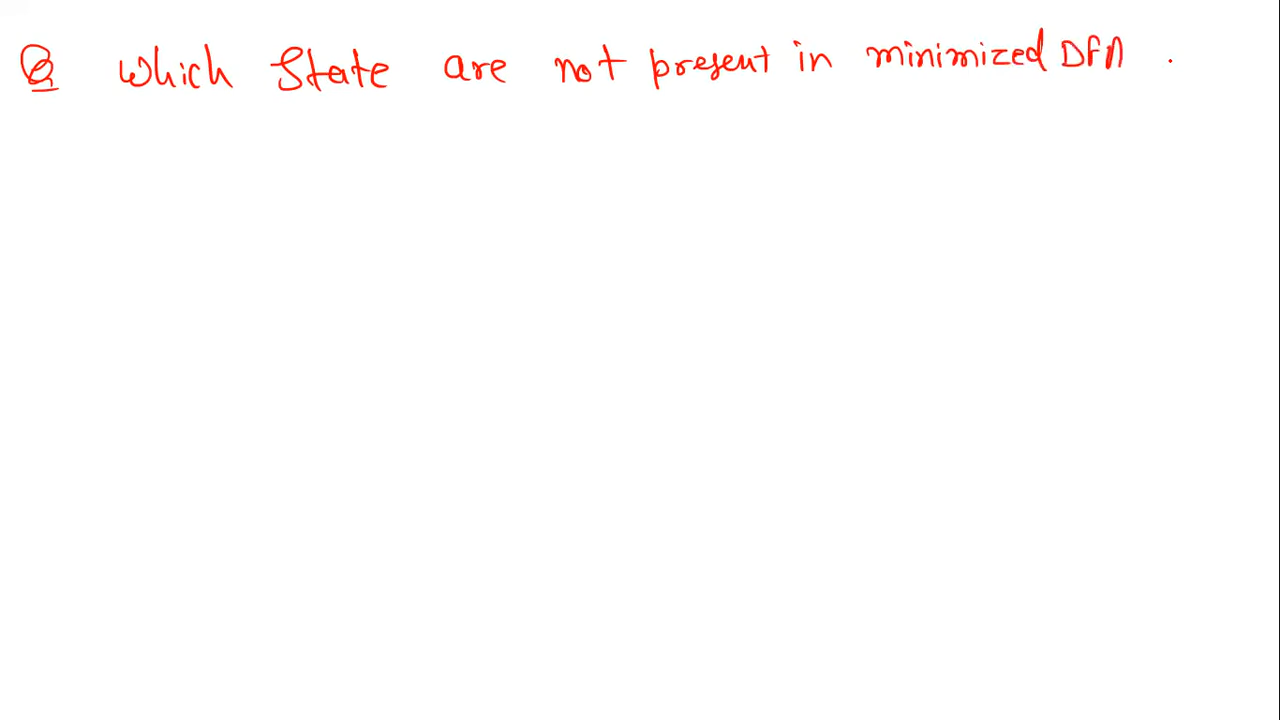 Q which State are not present in minimized DFA .